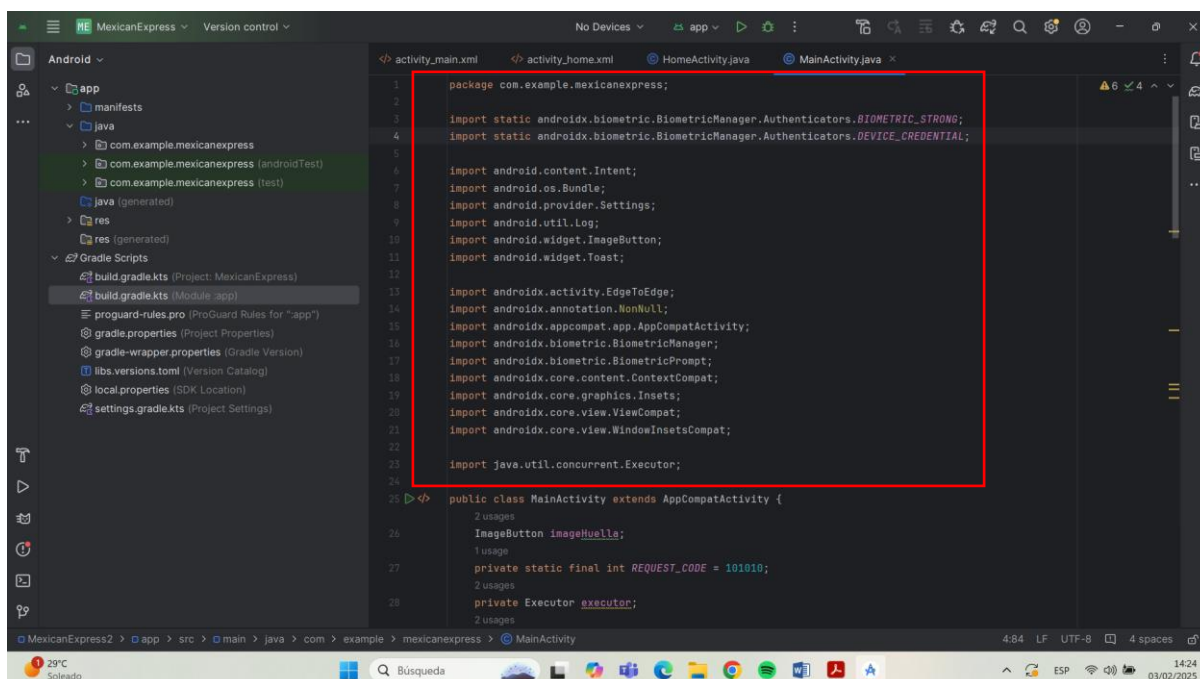 ME MexicanExpress Version control No Devices app
Android
activity_main.xml activity_home.xml HomeActivity.java MainActivity.java
app
manifests
java
com.example.mexicanexpress
com.example.mexicanexpress (androidTest)
com.example.mexicanexpress (test)
java (generated)
res
res (generated)
Gradle Scripts
build.gradle.kts (Project: MexicanExpress)
build.gradle.kts (Module :app)
proguard-rules.pro (ProGuard Rules for ":app")
gradle.properties (Project Properties)
gradle-wrapper.properties (Gradle Version)
libs.versions.toml (Version Catalog)
local.properties (SDK Location)
settings.gradle.kts (Project Settings)
6 4
1 package com.example.mexicanexpress;
2
3 import static androidx.biometric.BiometricManager.Authenticators.BIOMETRIC_STRONG;
4 import static androidx.biometric.BiometricManager.Authenticators.DEVICE_CREDENTIAL;
5
6 import android.content.Intent;
7 import android.os.Bundle;
8 import android.provider.Settings;
9 import android.util.Log;
10 import android.widget.ImageButton;
11 import android.widget.Toast;
12
13 import androidx.activity.EdgeToEdge;
14 import androidx.annotation.NonNull;
15 import androidx.appcompat.app.AppCompatActivity;
16 import androidx.biometric.BiometricManager;
17 import androidx.biometric.BiometricPrompt;
18 import androidx.core.content.ContextCompat;
19 import androidx.core.graphics.Insets;
20 import androidx.core.view.ViewCompat;
21 import androidx.core.view.WindowInsetsCompat;
22
23 import java.util.concurrent.Executor;
24
25 public class MainActivity extends AppCompatActivity {
2 usages
26 ImageButton imageHuella;
1 usage
27 private static final int REQUEST_CODE = 101010;
2 usages
28 private Executor executor;
2 usages
MexicanExpress2 > app > src > main > java > com > example > mexicanexpress > MainActivity 4:84 LF UTF-8 4 spaces
1 29°C
Soleado
Búsqueda
ESP
14:24
03/02/2025